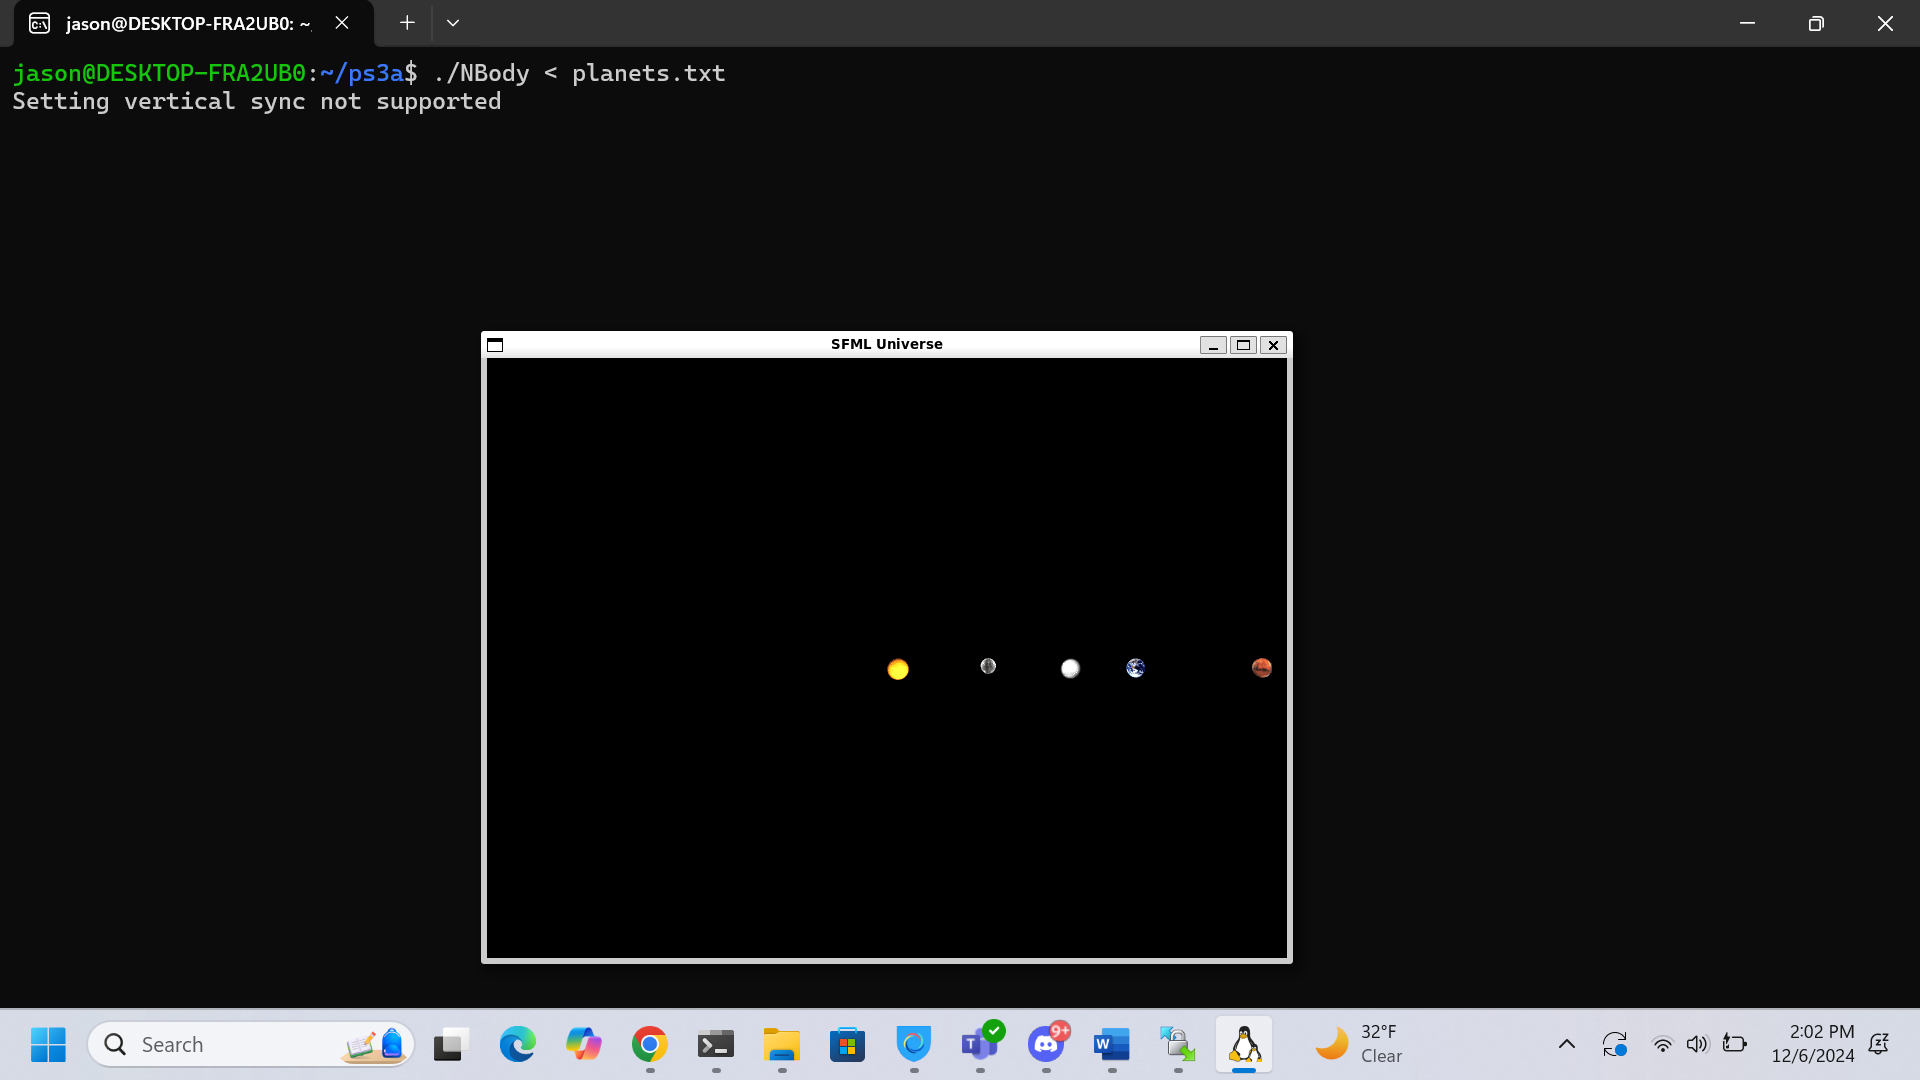 jason@DESKTOP-FRA2UB0: ~
jason@DESKTOP-FRA2UB0:~/ps3a$ ./NBody < planets.txt
Setting vertical sync not supported
SFML Universe
Search
T
9+
W
32°F
Clear
2:02 PM
12/6/2024